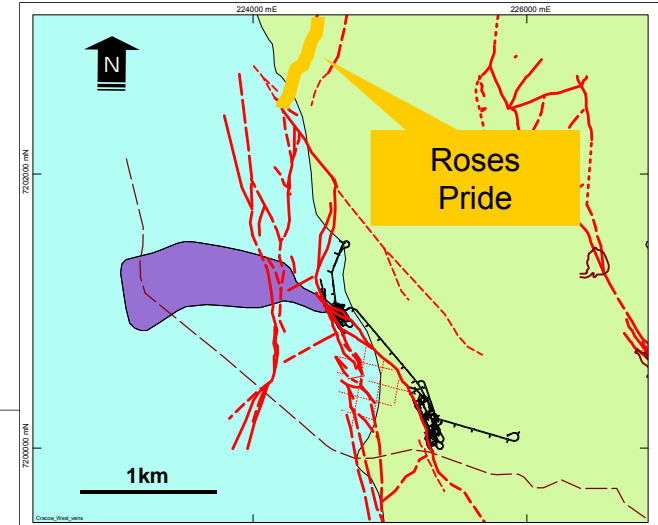 224000 mE
226000 mE
N
Roses
Pride
7202000 mN
7200000 mN
1km
Cracow_West_veins